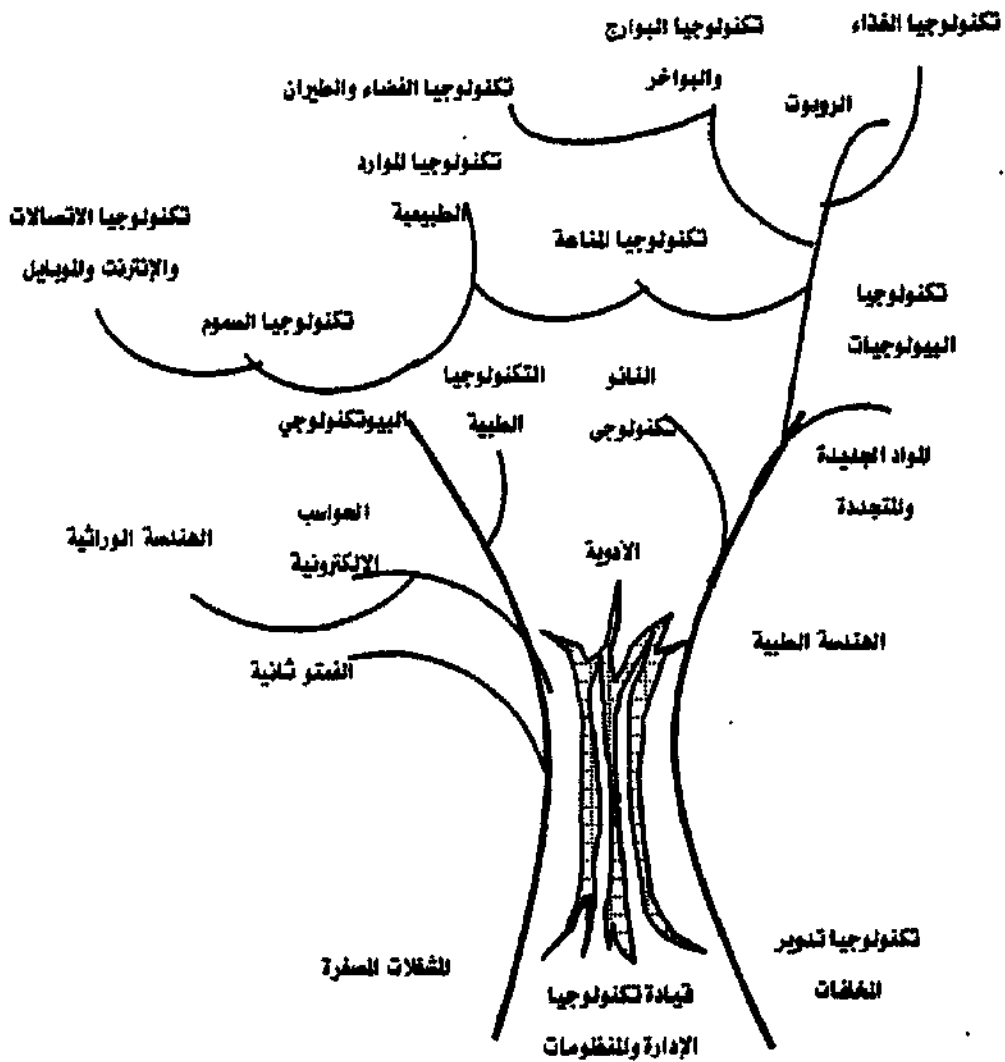 تكنولوجيا الغذاء
تكنولوجيا البوارج
والبواخر
الروبوت
تكنولوجيا الفضاء والطيران
تكنولوجيا الموارد
الطبيعية
تكنولوجيا الاتصالات
والإنترنت والموبايل
تكنولوجيا المناعة
تكنولوجيا
البيولوجيات
تكنولوجيا السموم
التكنولوجيا
الطبية
النانو
تكنولوجي
البيوتكنولوجي
المواد الجديدة
والمتجددة
الحواسب
الإلكترونية
الهندسة الوراثية
الأدوية
الفمتو ثانية
الهندسة الطبية
تكنولوجيا تدوير
المخلفات
المشغلات المصغرة
قيادة تكنولوجيا
الإدارة والمنظومات